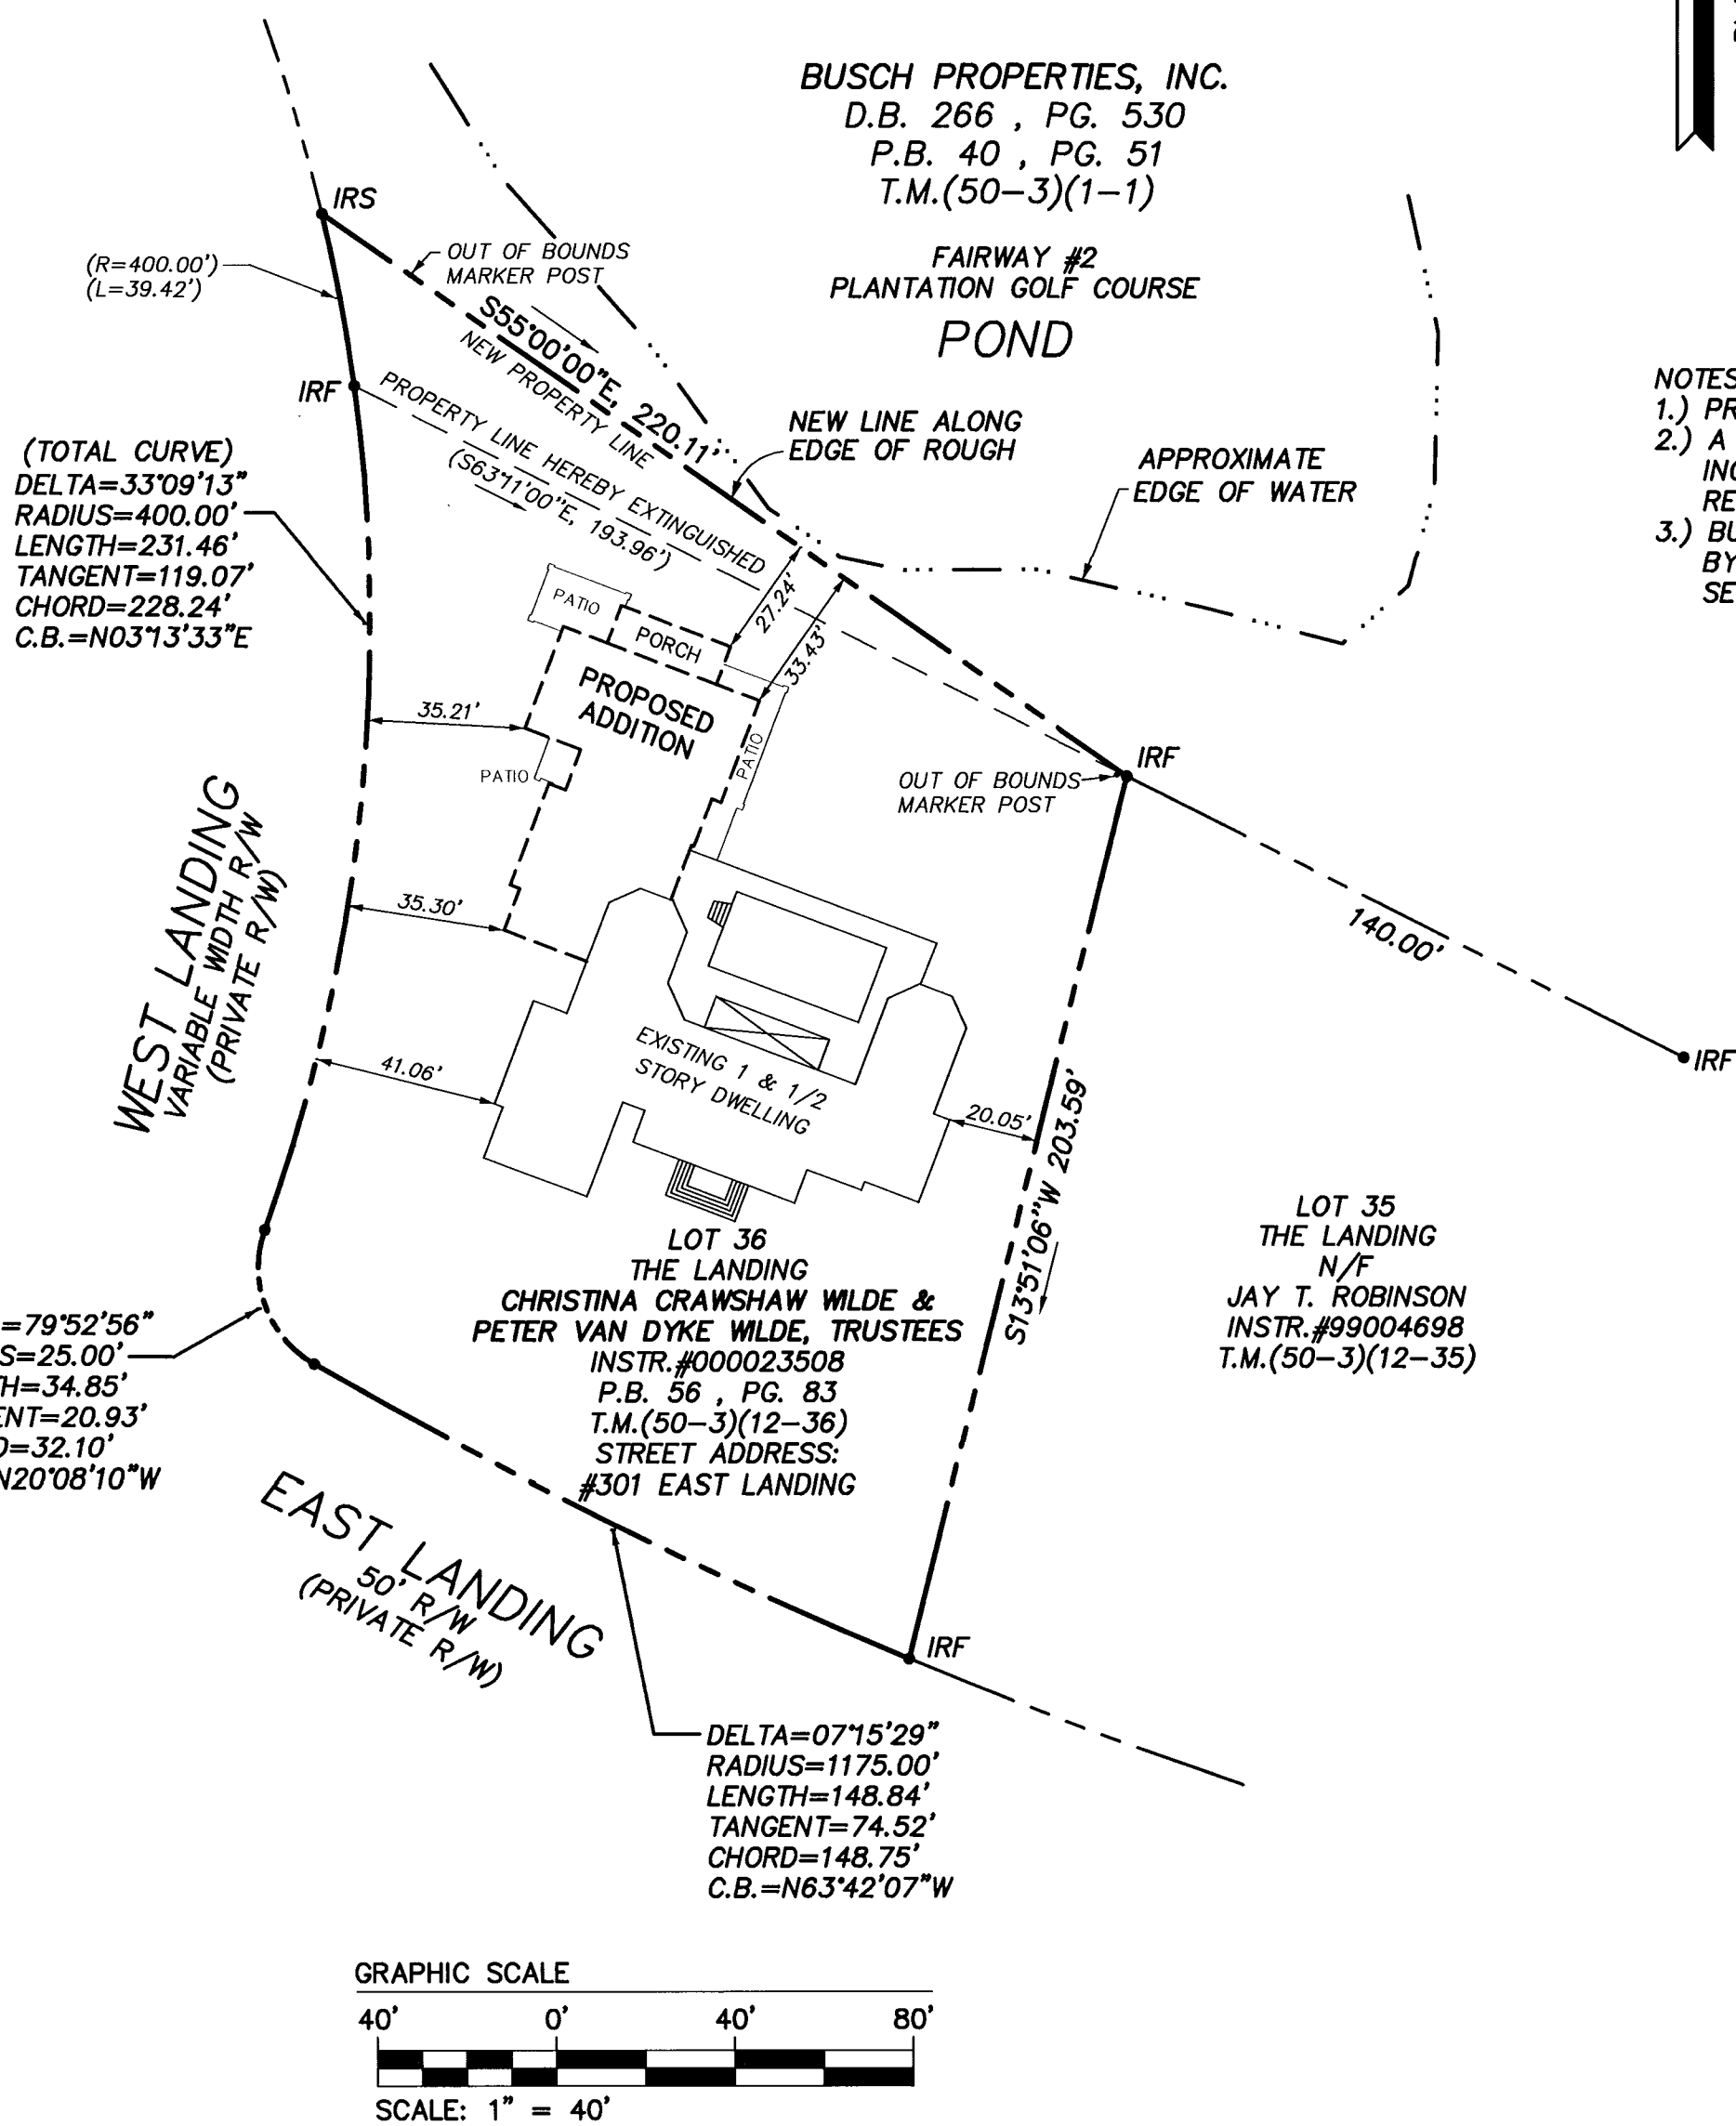 BUSCH PROPERTIES, INC.
D.B. 266 , PG. 530
P.B. 40 , PG. 51
T.M.(50-3)(1-1)
FAIRWAY #2
PLANTATION GOLF COURSE
POND
IRS
(R=400.00')
(L=39.42')
OUT OF BOUNDS
MARKER POST
S55°00'00"E, 220.11'
NEW PROPERTY LINE
IRF
PROPERTY LINE HEREBY EXTINGUISHED
(S63°11'00"E, 193.96')
NEW LINE ALONG
EDGE OF ROUGH
APPROXIMATE
EDGE OF WATER
NOTES
1.) PR
2.) A
INC
RE
3.) BU
BY
SE
(TOTAL CURVE)
DELTA=33°09'13"
RADIUS=400.00'
LENGTH=231.46'
TANGENT=119.07'
CHORD=228.24'
C.B.=N03°13'33"E
PATIO
PORCH
27.24'
33.43'
PROPOSED
ADDITION
35.21'
PATIO
PATIO
OUT OF BOUNDS
MARKER POST
IRF
140.00'
IRF
WEST LANDING
VARIABLE WIDTH R/W
(PRIVATE R/W)
35.30'
41.06'
EXISTING 1 & 1/2
STORY DWELLING
20.05'
S13°51'06"W 203.59'
LOT 36
THE LANDING
CHRISTINA CRAWSHAW WILDE &
PETER VAN DYKE WILDE, TRUSTEES
INSTR.#000023508
P.B. 56 , PG. 83
T.M.(50-3)(12-36)
STREET ADDRESS:
#301 EAST LANDING
LOT 35
THE LANDING
N/F
JAY T. ROBINSON
INSTR.#99004698
T.M.(50-3)(12-35)
=79°52'56"
S=25.00'
TH=34.85'
ENT=20.93'
D=32.10'
N20°08'10"W
EAST LANDING
50' R/W
(PRIVATE R/W)
IRF
DELTA=07°15'29"
RADIUS=1175.00'
LENGTH=148.84'
TANGENT=74.52'
CHORD=148.75'
C.B.=N63°42'07"W
GRAPHIC SCALE
40' 0' 40' 80'
SCALE: 1" = 40'